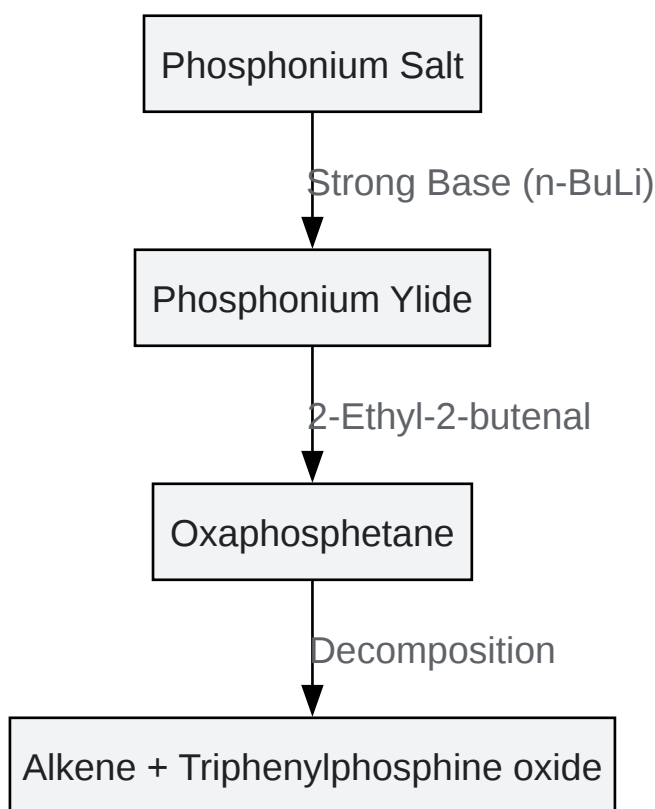 Phosphonium Salt
Strong Base (n-BuLi)
Phosphonium Ylide
2-Ethyl-2-butenal
Oxaphosphetane
Decomposition
Alkene + Triphenylphosphine oxide